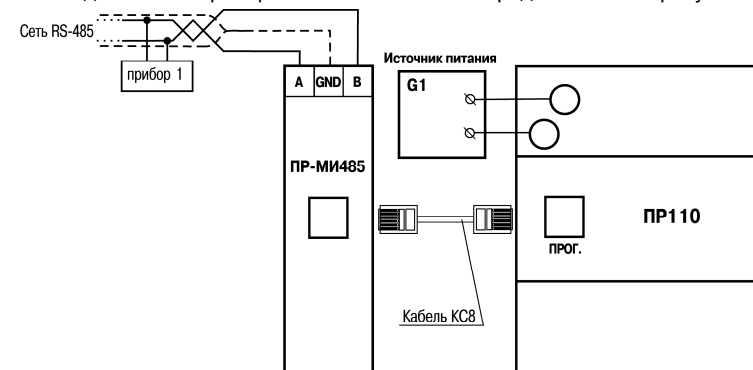 Сеть RS-485
прибор 1
Источник питания
G1
A GND B
ПР-МИ485
ПР110
ПРОГ.
Кабель КС8